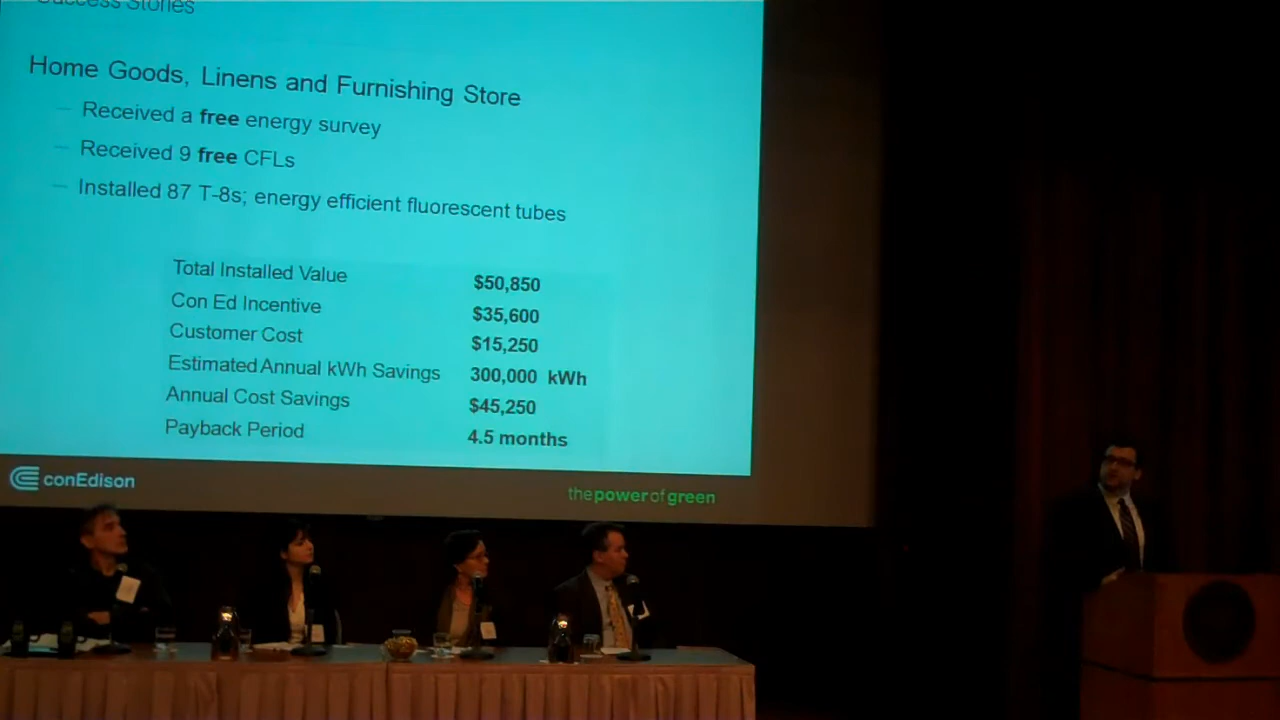 Success Stories
Home Goods, Linens and Furnishing Store
– Received a free energy survey
– Received 9 free CFLs
– Installed 87 T-8s; energy efficient fluorescent tubes
Total Installed Value $50,850
Con Ed Incentive $35,600
Customer Cost $15,250
Estimated Annual kWh Savings 300,000 kWh
Annual Cost Savings $45,250
Payback Period 4.5 months
conEdison
thepowerofgreen